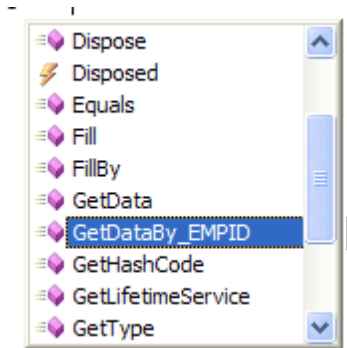 Dispose
Disposed
Equals
Fill
FillBy
GetData
GetDataBy_EMPID
GetHashCode
GetLifetimeService
GetType